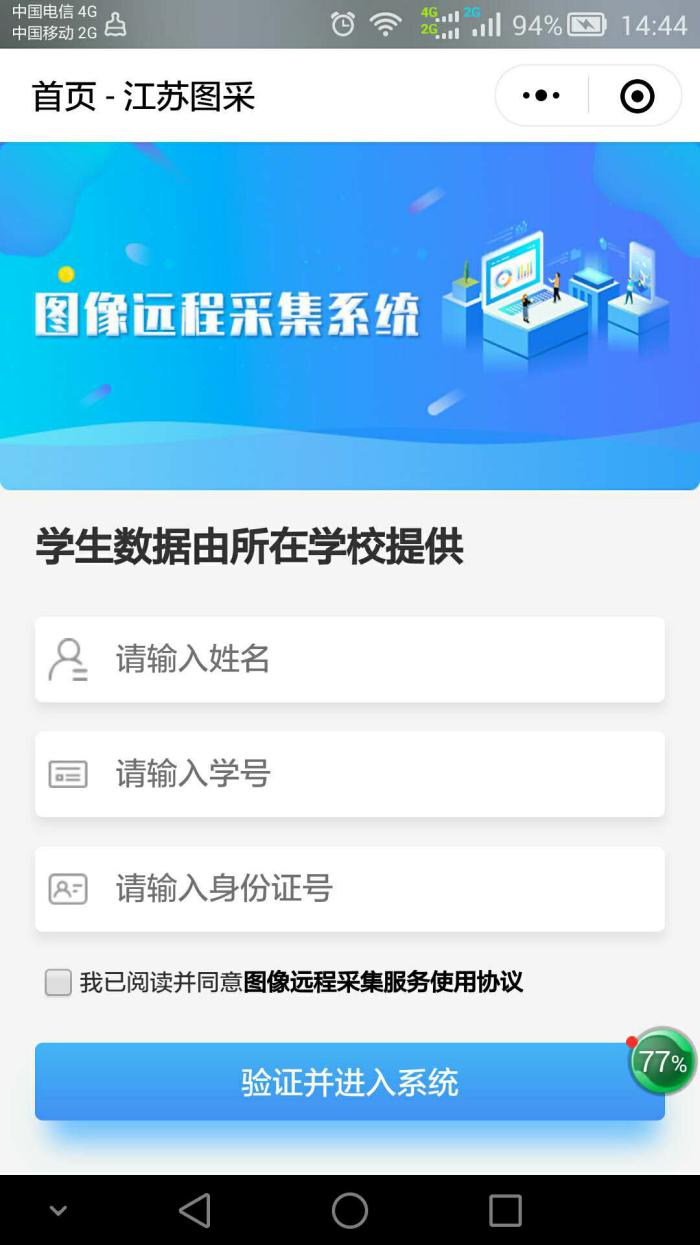 中国电信 4G
中国移动 2G
4G
2G
2G
94%
14:44
首页 - 江苏图采
图像远程采集系统
学生数据由所在学校提供
请输入姓名
请输入学号
请输入身份证号
我已阅读并同意图像远程采集服务使用协议
验证并进入系统
77%